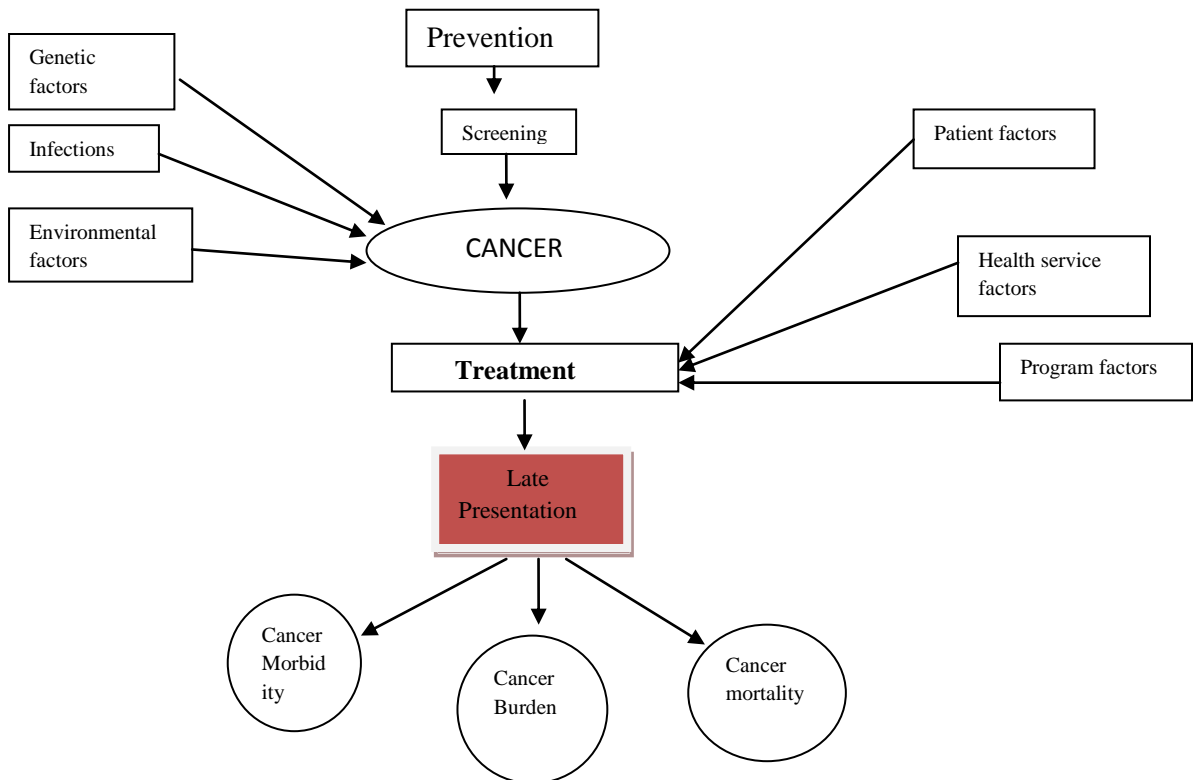 Prevention
Genetic
factors
Screening
Infections
Patient factors
Environmental
factors
CANCER
Health service
factors
Treatment
Program factors
Late
Presentation
Cancer
Morbid
ity
Cancer
Burden
Cancer
mortality